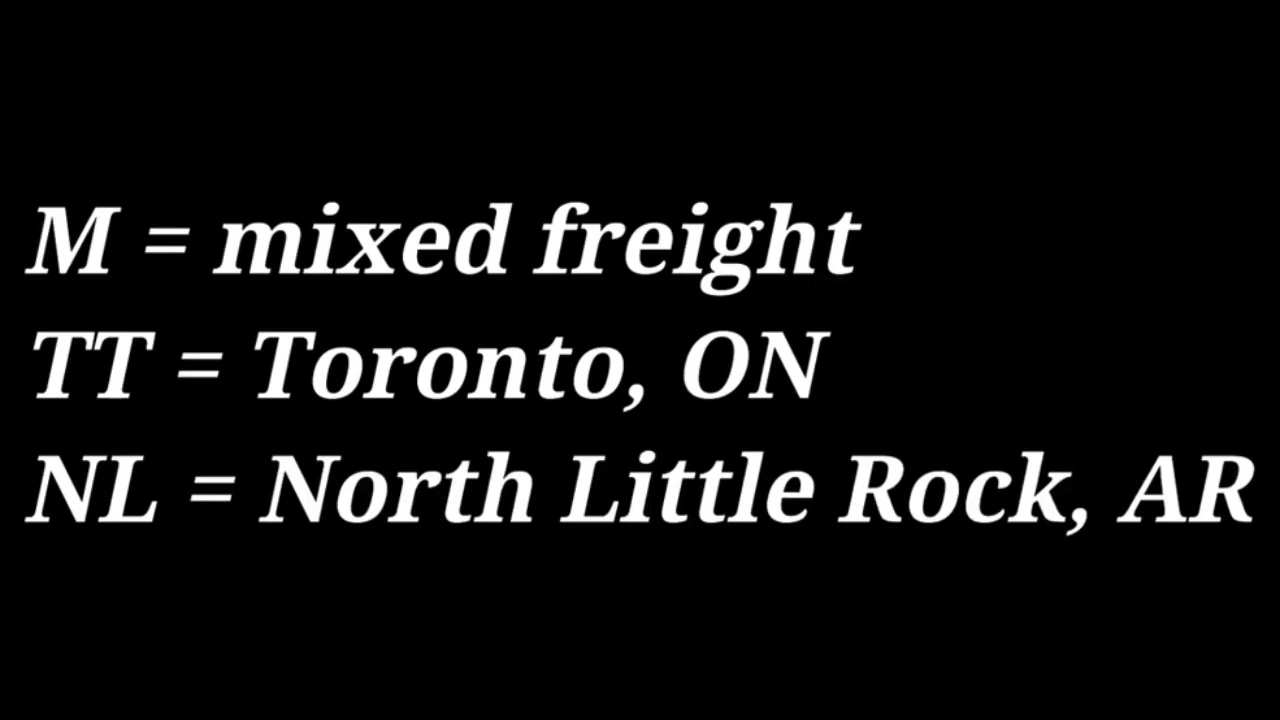 M = mixed freight
TT = Toronto, ON
NL = North Little Rock, AR